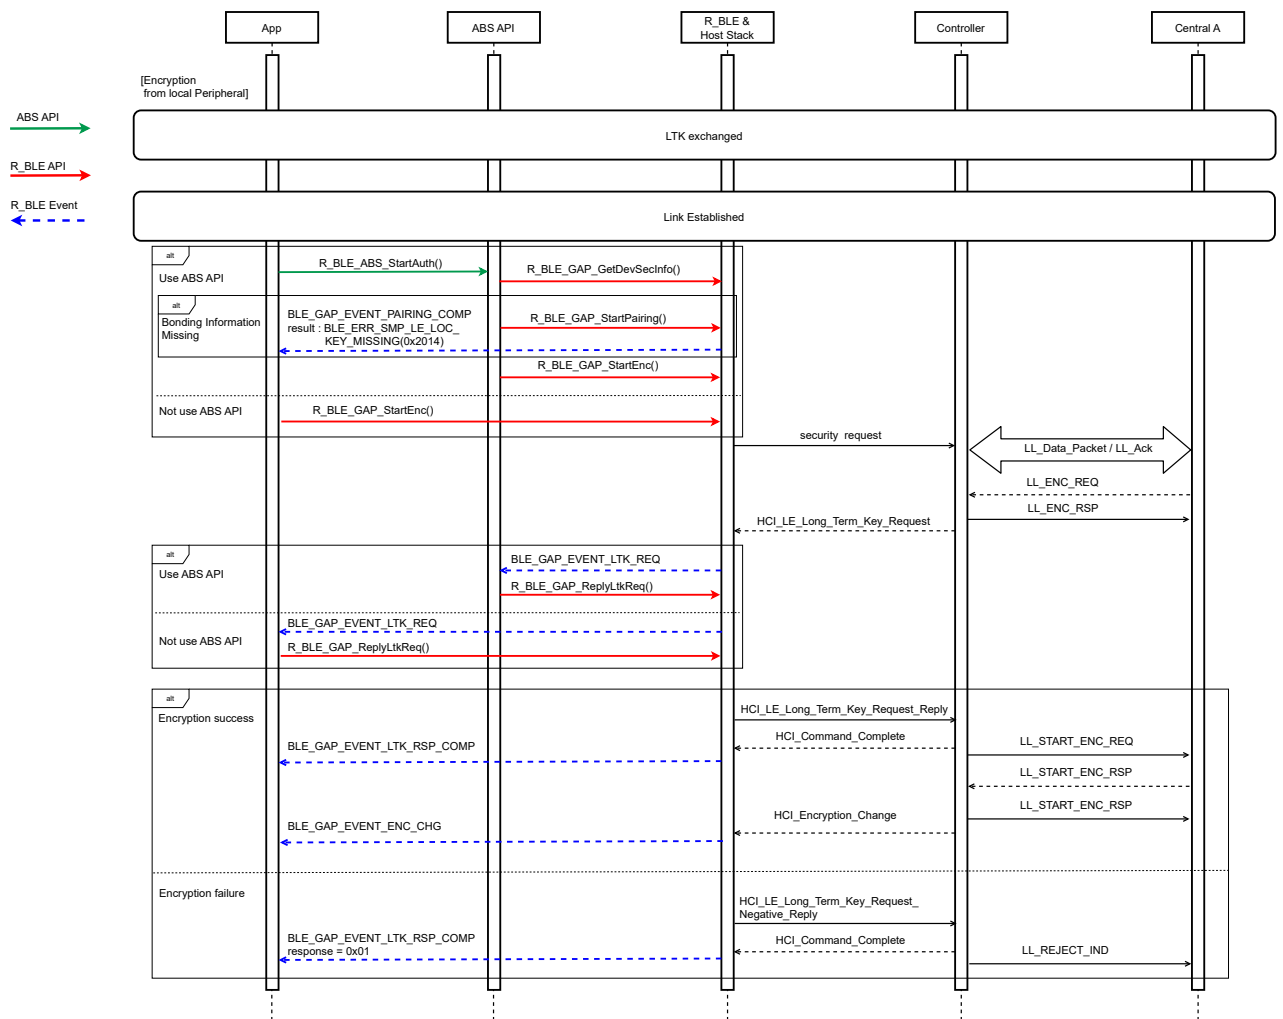 App
ABS API
R_BLE &
Host Stack
Controller
Central A
[Encryption
from local Peripheral]
ABS API
LTK exchanged
R_BLE API
R_BLE Event
Link Established
alt
Use ABS API
R_BLE_ABS_StartAuth()
R_BLE_GAP_GetDevSecInfo()
alt
Bonding Information
Missing
BLE_GAP_EVENT_PAIRING_COMP
result : BLE_ERR_SMP_LE_LOC_
KEY_MISSING(0x2014)
R_BLE_GAP_StartPairing()
R_BLE_GAP_StartEnc()
Not use ABS API
R_BLE_GAP_StartEnc()
security request
LL_Data_Packet / LL_Ack
LL_ENC_REQ
LL_ENC_RSP
HCI_LE_Long_Term_Key_Request
alt
Use ABS API
BLE_GAP_EVENT_LTK_REQ
R_BLE_GAP_ReplyLtkReq()
Not use ABS API
BLE_GAP_EVENT_LTK_REQ
R_BLE_GAP_ReplyLtkReq()
alt
Encryption success
HCI_LE_Long_Term_Key_Request_Reply
HCI_Command_Complete
BLE_GAP_EVENT_LTK_RSP_COMP
LL_START_ENC_REQ
LL_START_ENC_RSP
LL_START_ENC_RSP
HCI_Encryption_Change
BLE_GAP_EVENT_ENC_CHG
Encryption failure
HCI_LE_Long_Term_Key_Request_
Negative_Reply
BLE_GAP_EVENT_LTK_RSP_COMP
response = 0x01
HCI_Command_Complete
LL_REJECT_IND